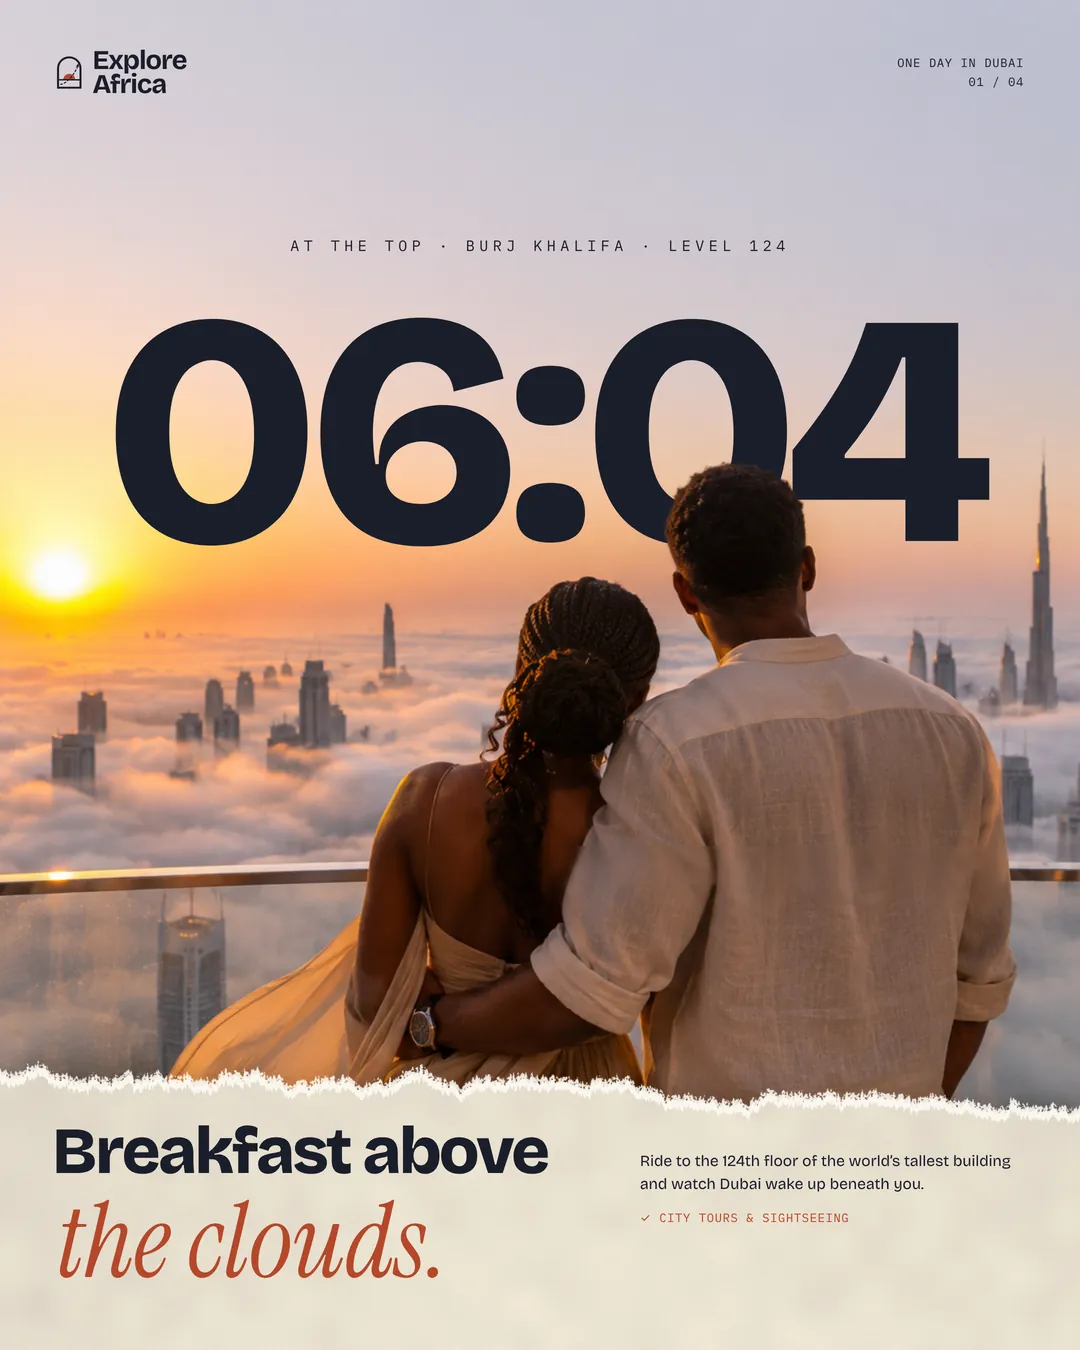 Explore
Africa
ONE DAY IN DUBAI
01 / 04
AT THE TOP · BURJ KHALIFA · LEVEL 124
06:04
Breakfast above
the clouds.
Ride to the 124th floor of the world's tallest building
and watch Dubai wake up beneath you.
✓ CITY TOURS & SIGHTSEEING